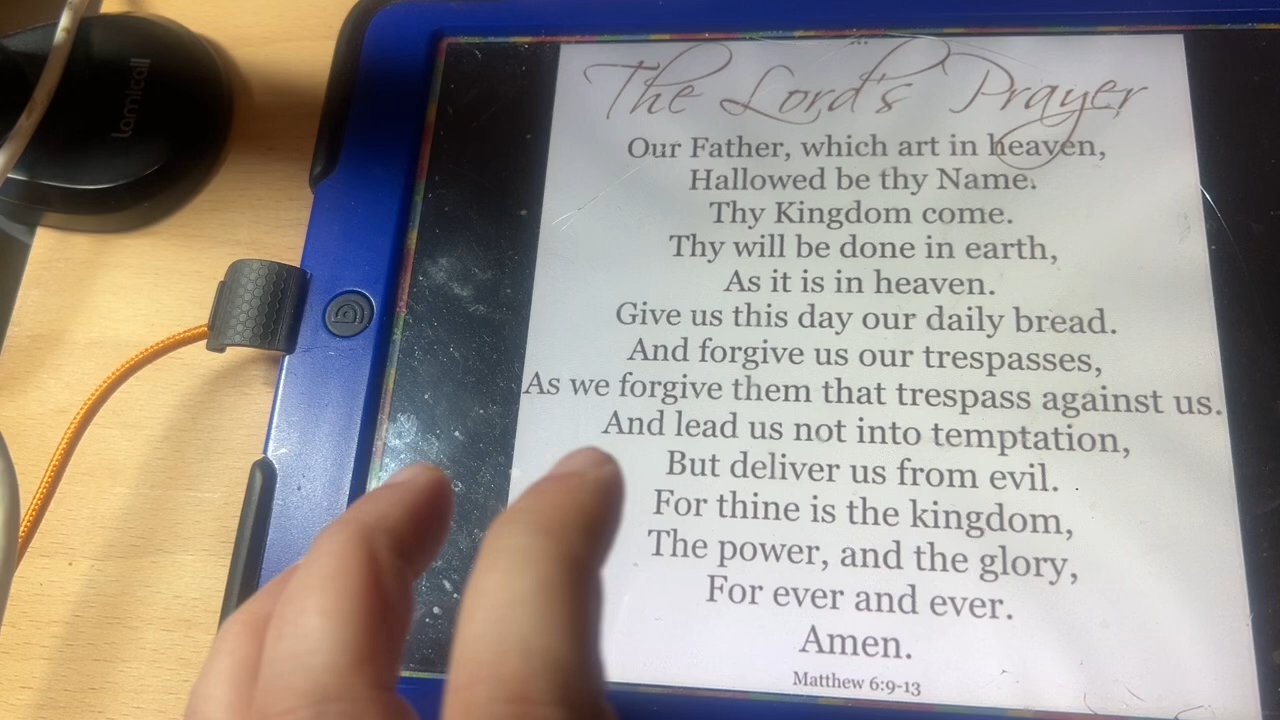 Lamicall
The Lord's Prayer
Our Father, which art in heaven,
Hallowed be thy Name.
Thy Kingdom come.
Thy will be done in earth,
As it is in heaven.
Give us this day our daily bread.
And forgive us our trespasses,
As we forgive them that trespass against us.
And lead us not into temptation,
But deliver us from evil.
For thine is the kingdom,
The power, and the glory,
For ever and ever.
Amen.
Matthew 6:9-13